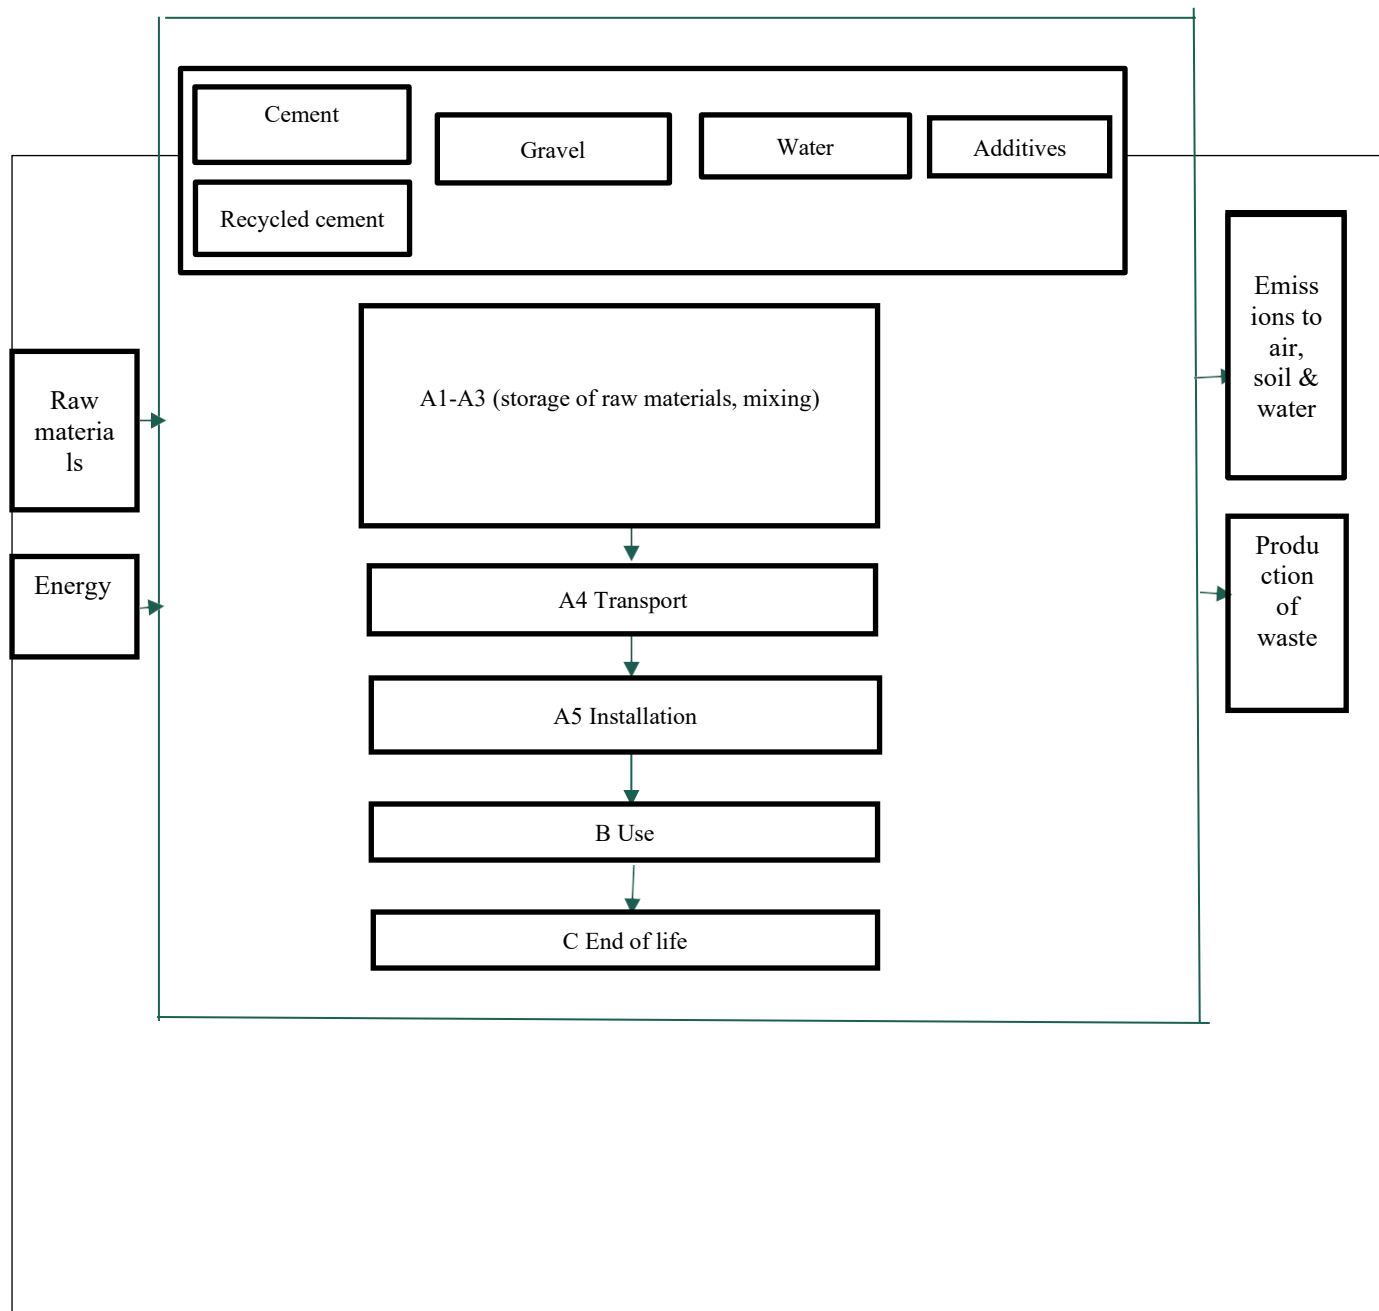 Cement
Gravel
Water
Additives
Recycled cement
Raw
materia
ls
Energy
A1-A3 (storage of raw materials, mixing)
A4 Transport
A5 Installation
B Use
C End of life
Emiss
ions to
air,
soil &
water
Produ
ction
of
waste